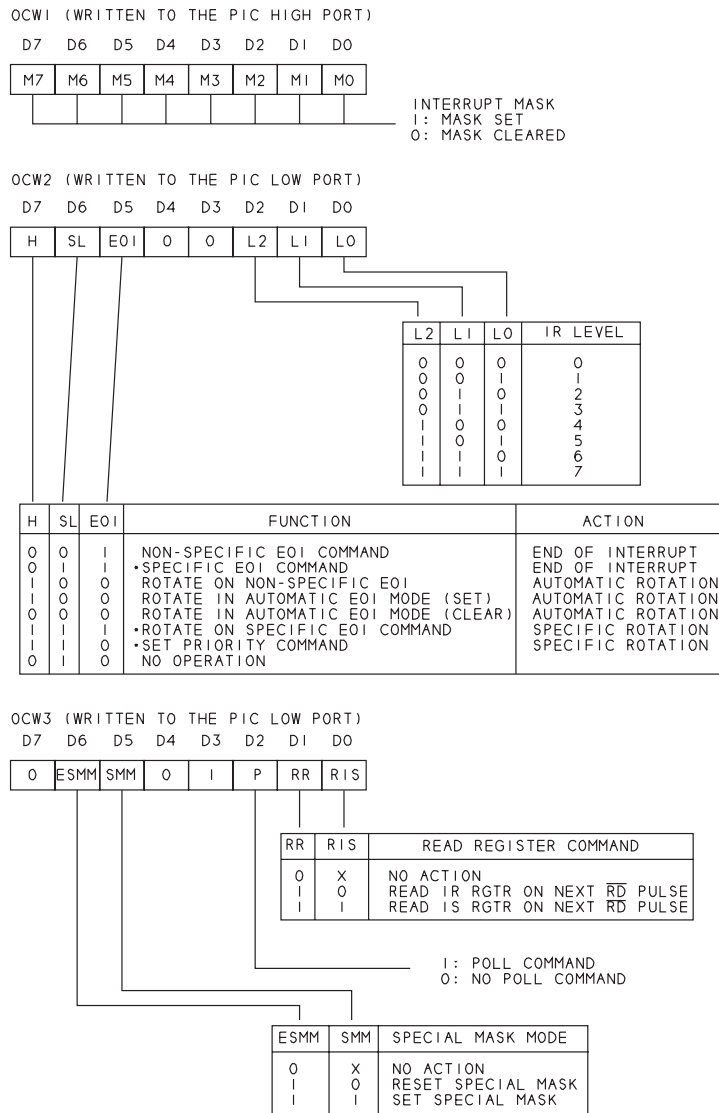 OCW1 (WRITTEN TO THE PIC HIGH PORT)
D7 D6 D5 D4 D3 D2 D1 D0
M7 M6 M5 M4 M3 M2 M1 M0
INTERRUPT MASK
1: MASK SET
0: MASK CLEARED
OCW2 (WRITTEN TO THE PIC LOW PORT)
D7 D6 D5 D4 D3 D2 D1 D0
H SL EOI 0 0 L2 L1 L0
L2 L1 L0 IR LEVEL
0 0 0 0
0 0 1 1
0 1 0 2
0 1 1 3
1 0 0 4
1 0 1 5
1 1 0 6
1 1 1 7
H SL EOI FUNCTION ACTION
0 0 1 NON-SPECIFIC EOI COMMAND END OF INTERRUPT
0 1 1 •SPECIFIC EOI COMMAND END OF INTERRUPT
1 0 0 ROTATE ON NON-SPECIFIC EOI AUTOMATIC ROTATION
1 0 0 ROTATE IN AUTOMATIC EOI MODE (SET) AUTOMATIC ROTATION
0 0 0 ROTATE IN AUTOMATIC EOI MODE (CLEAR) AUTOMATIC ROTATION
1 1 1 •ROTATE ON SPECIFIC EOI COMMAND SPECIFIC ROTATION
1 1 0 •SET PRIORITY COMMAND SPECIFIC ROTATION
0 1 0 NO OPERATION
OCW3 (WRITTEN TO THE PIC LOW PORT)
D7 D6 D5 D4 D3 D2 D1 D0
0 ESMM SMM 0 1 P RR RIS
RR RIS READ REGISTER COMMAND
0 X NO ACTION
1 0 READ IR RGTR ON NEXT R̅D̅ PULSE
1 1 READ IS RGTR ON NEXT R̅D̅ PULSE
1: POLL COMMAND
0: NO POLL COMMAND
ESMM SMM SPECIAL MASK MODE
0 X NO ACTION
1 0 RESET SPECIAL MASK
1 1 SET SPECIAL MASK